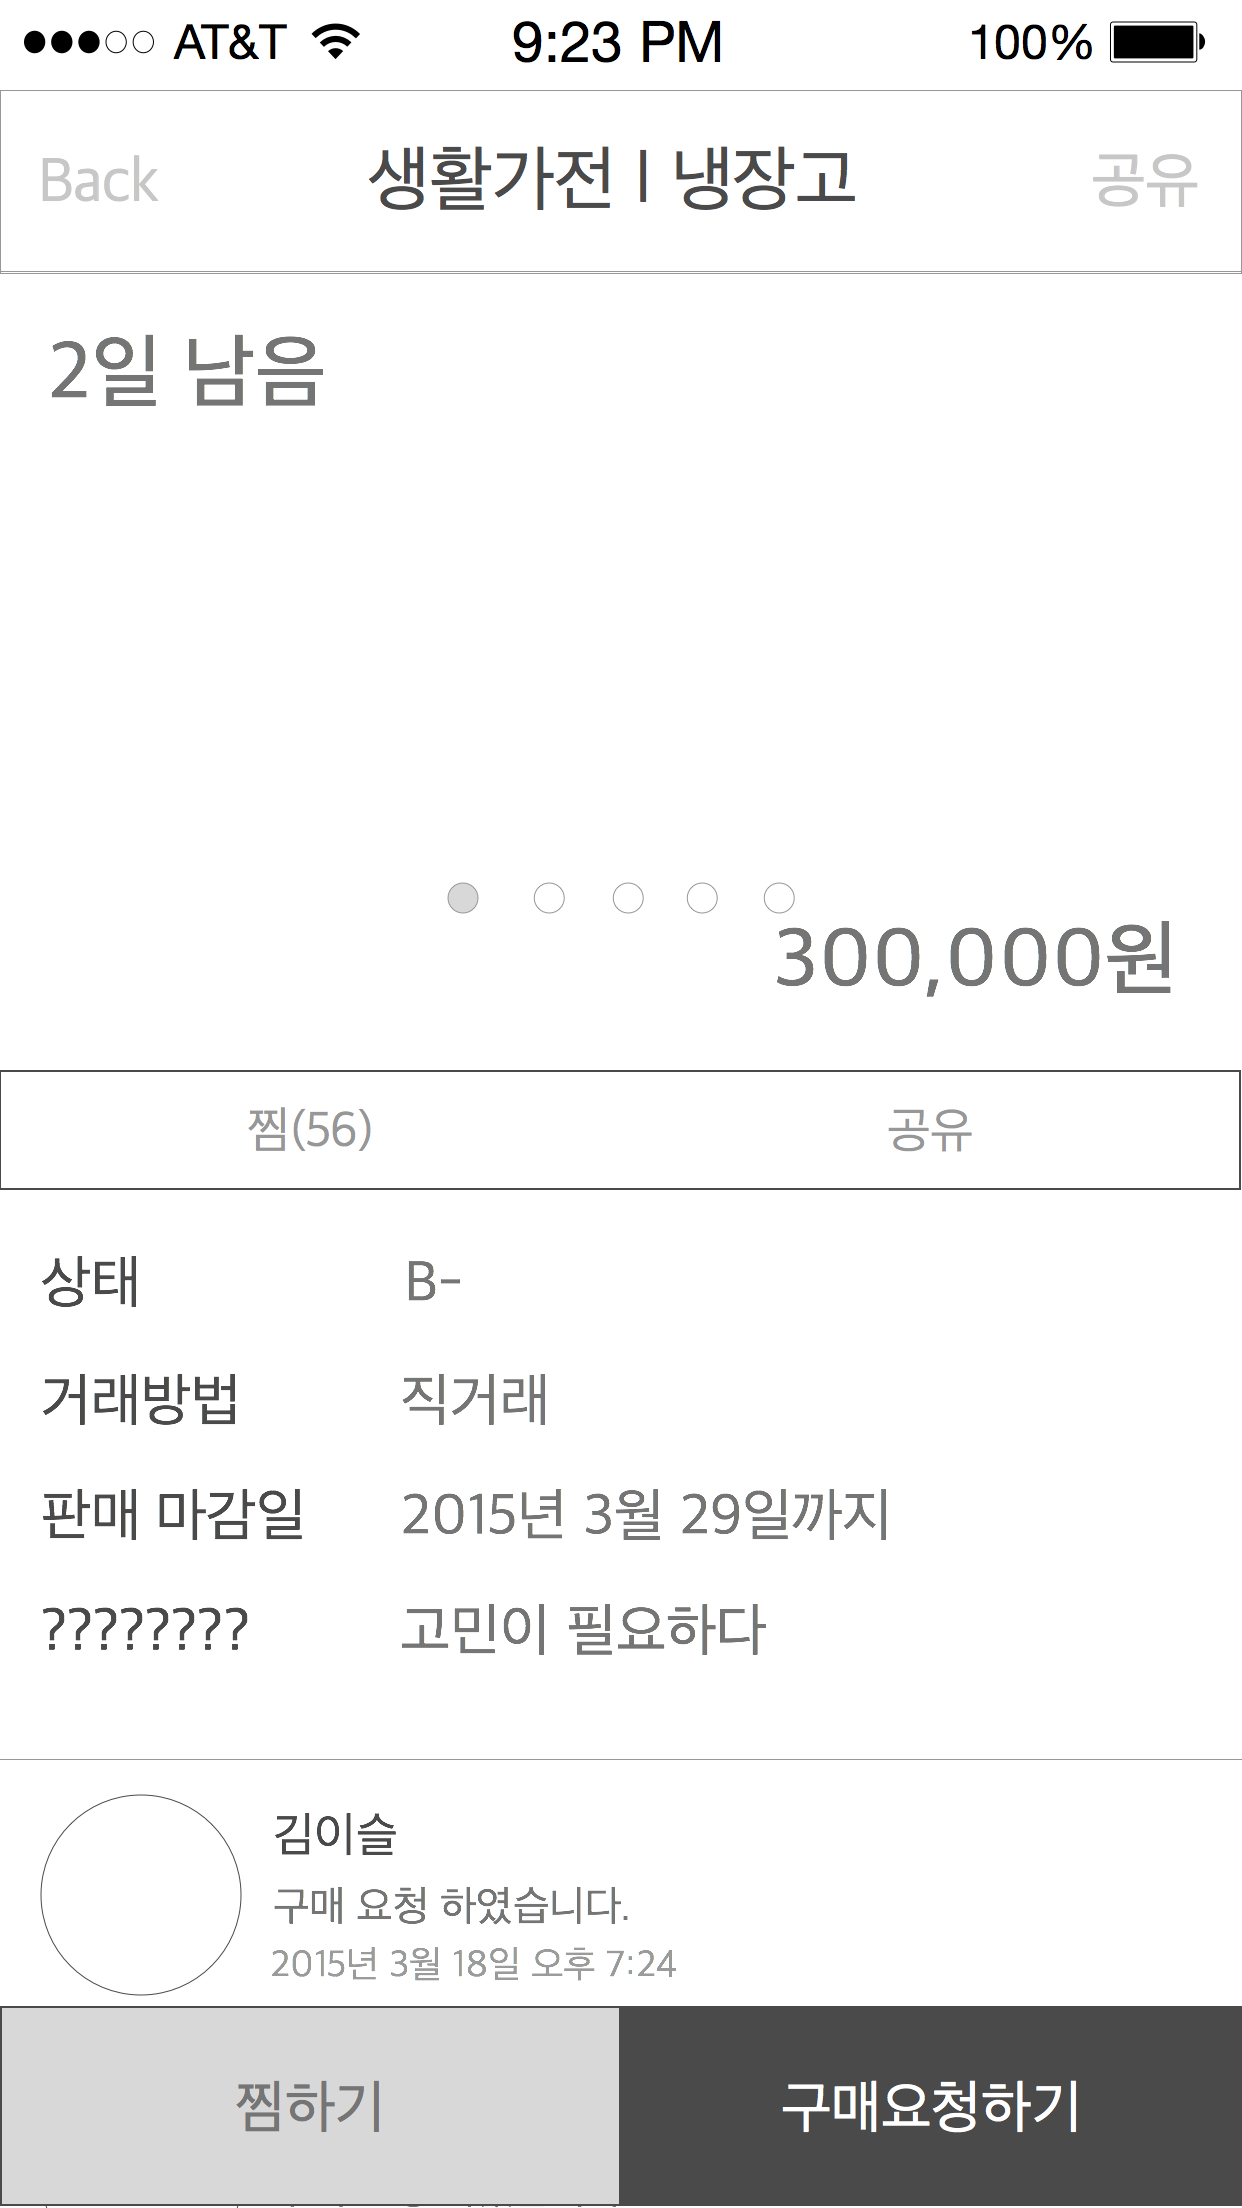 AT&T 9:23 PM 100%
Back 생활가전 | 냉장고 공유
2일 남음
300,000원
찜(56) 공유
상태 B-
거래방법 직거래
판매 마감일 2015년 3월 29일까지
???????? 고민이 필요하다
김이슬
구매 요청 하였습니다.
2015년 3월 18일 오후 7:24
찜하기 구매요청하기